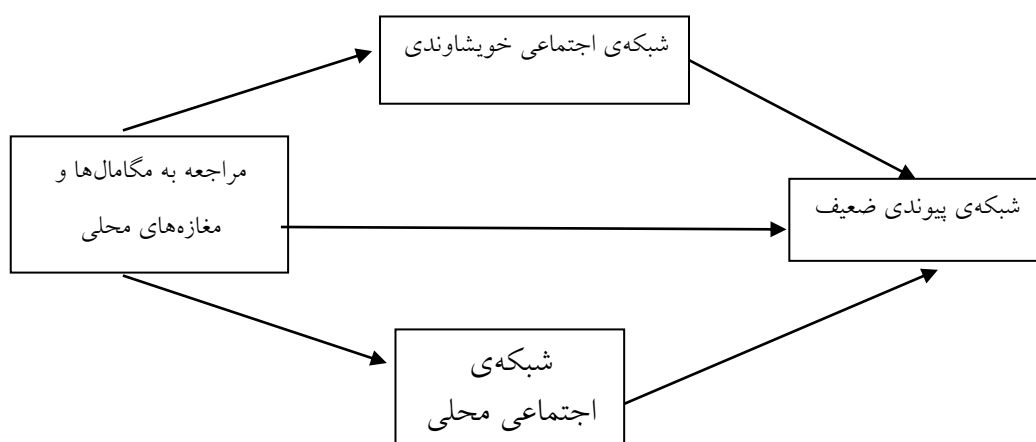 شبکه‌ی اجتماعی خویشاوندی
مراجعه به مگامال‌ها و
مغازه‌های محلی
شبکه‌ی پیوندی ضعیف
شبکه‌ی
اجتماعی محلی